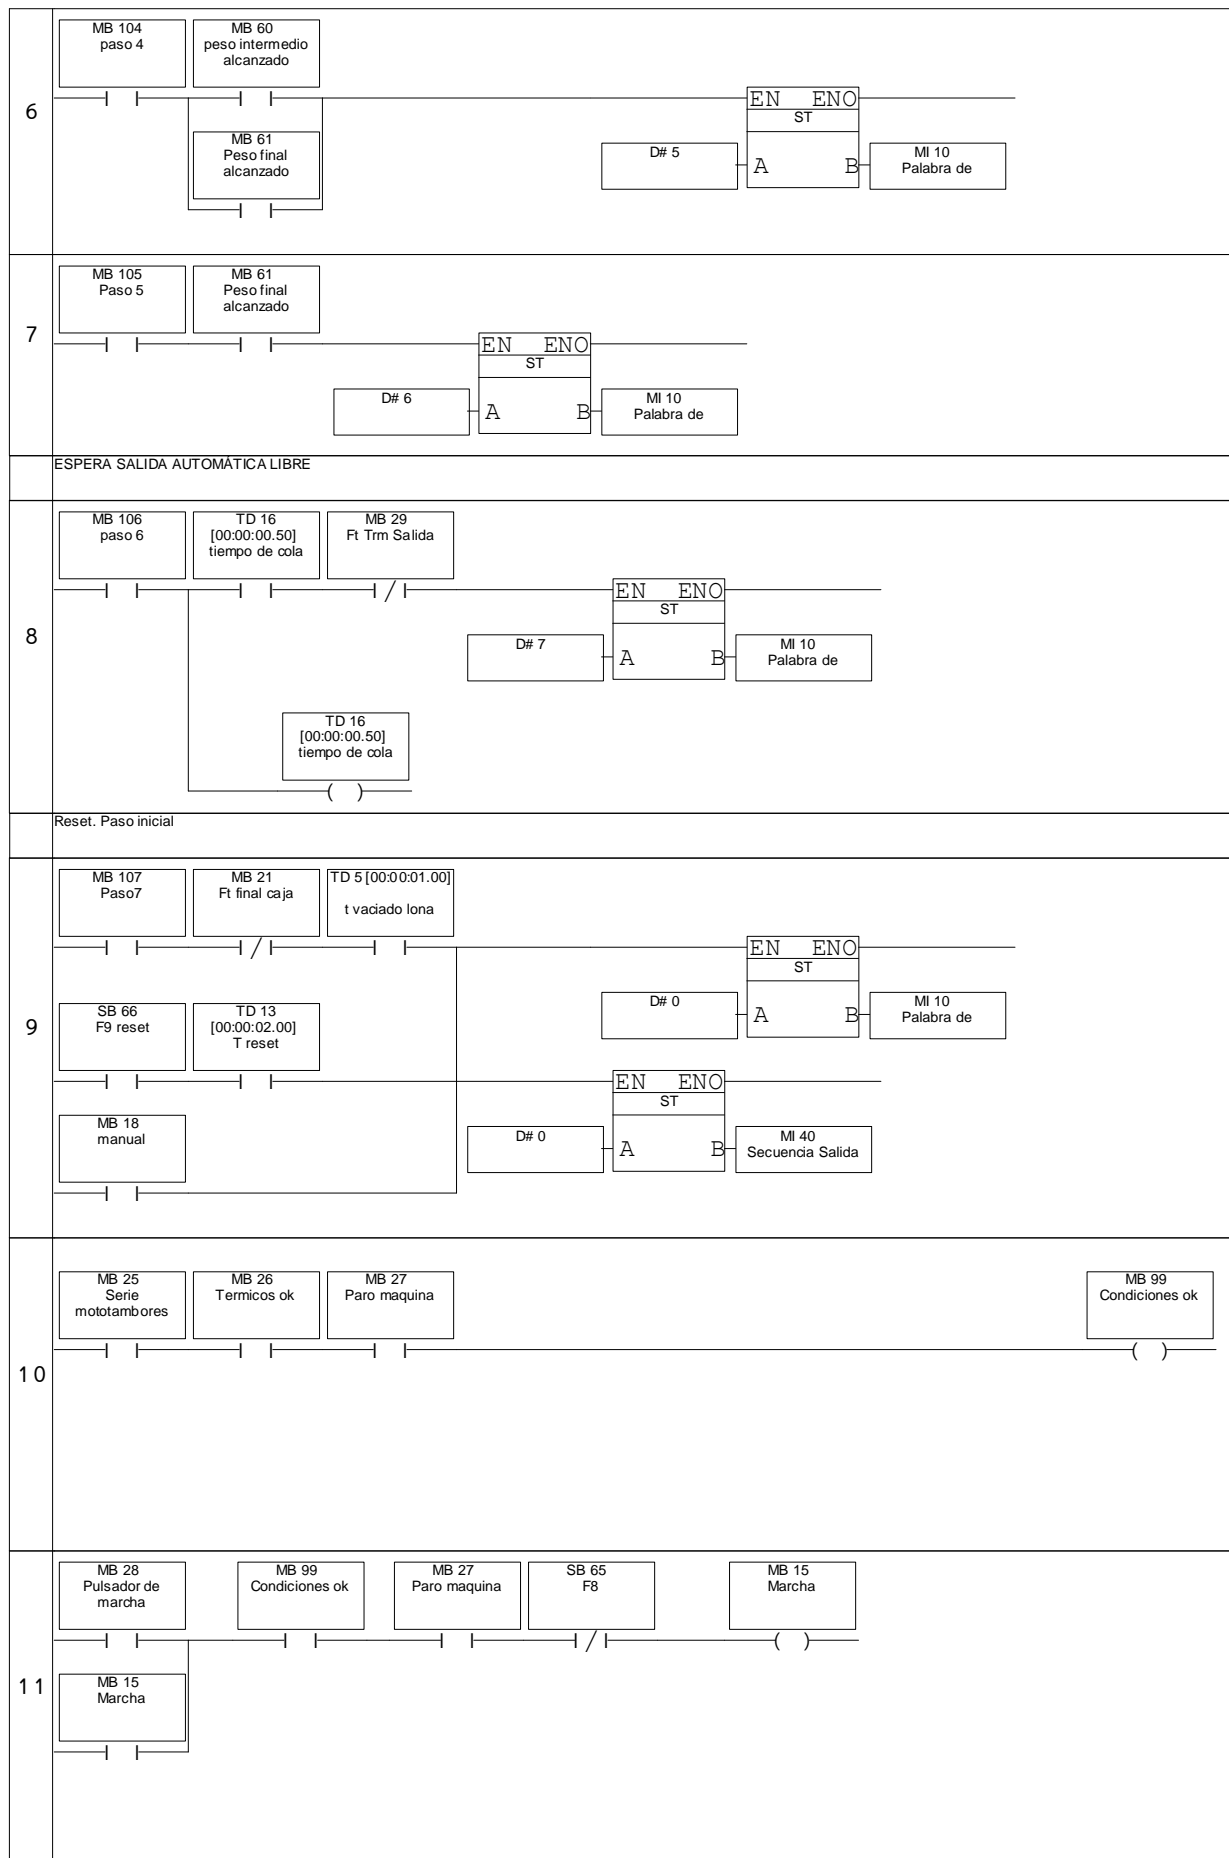 MB 104
paso 4
MB 60
peso intermedio
alcanzado
6
EN ENO
ST
MB 61
Peso final
alcanzado
D# 5
A B
MI 10
Palabra de
MB 105
Paso 5
MB 61
Peso final
alcanzado
7
EN ENO
ST
D# 6
A B
MI 10
Palabra de
ESPERA SALIDA AUTOMÁTICA LIBRE
MB 106
paso 6
TD 16
[00:00:00.50]
tiempo de cola
MB 29
Ft Trm Salida
8
EN ENO
ST
D# 7
A B
MI 10
Palabra de
TD 16
[00:00:00.50]
tiempo de cola
Reset. Paso inicial
MB 107
Paso7
MB 21
Ft final caja
TD 5 [00:00:01.00]
t vaciado lona
9
EN ENO
ST
D# 0
A B
MI 10
Palabra de
SB 66
F9 reset
TD 13
[00:00:02.00]
T reset
EN ENO
ST
MB 18
manual
D# 0
A B
MI 40
Secuencia Salida
MB 25
Serie
mototambores
MB 26
Termicos ok
MB 27
Paro maquina
MB 99
Condiciones ok
10
MB 28
Pulsador de
marcha
MB 99
Condiciones ok
MB 27
Paro maquina
SB 65
F8
MB 15
Marcha
11
MB 15
Marcha